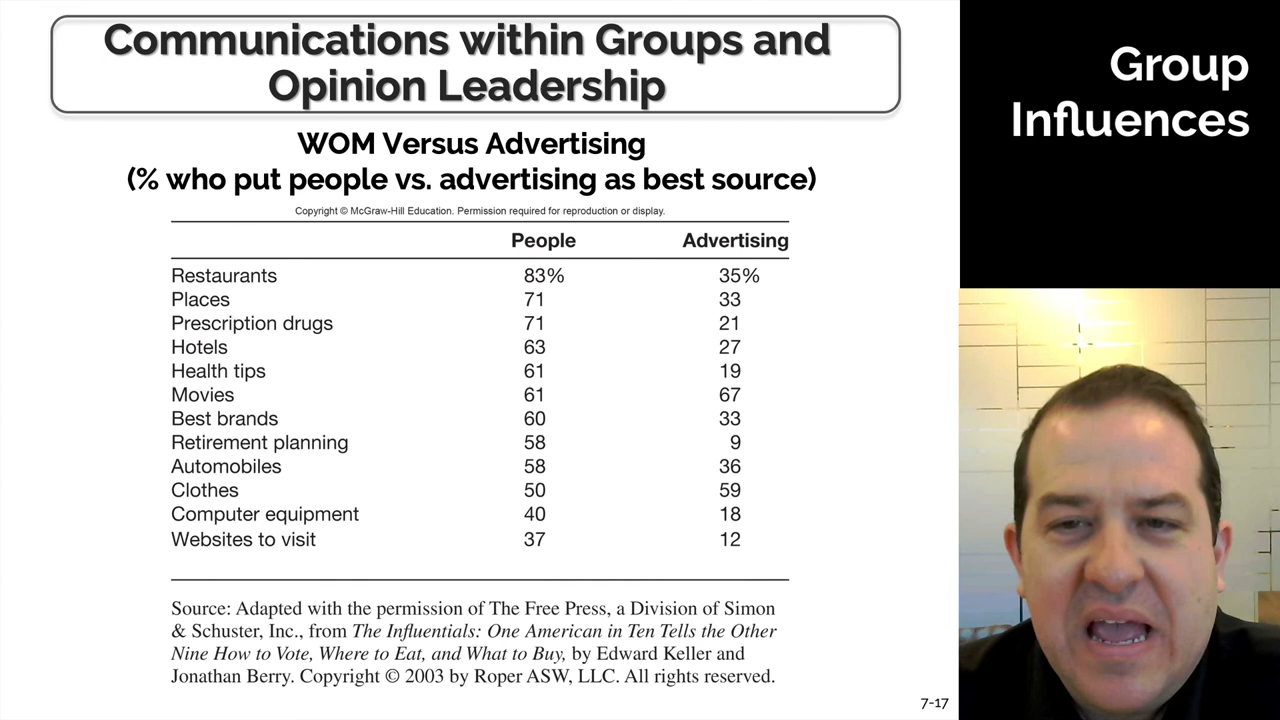 Communications within Groups and
Opinion Leadership
WOM Versus Advertising
(% who put people vs. advertising as best source)
Copyright © McGraw-Hill Education. Permission required for reproduction or display.
People Advertising
Restaurants 83% 35%
Places 71 33
Prescription drugs 71 21
Hotels 63 27
Health tips 61 19
Movies 61 67
Best brands 60 33
Retirement planning 58 9
Automobiles 58 36
Clothes 50 59
Computer equipment 40 18
Websites to visit 37 12
Source: Adapted with the permission of The Free Press, a Division of Simon
& Schuster, Inc., from The Influentials: One American in Ten Tells the Other
Nine How to Vote, Where to Eat, and What to Buy, by Edward Keller and
Jonathan Berry. Copyright © 2003 by Roper ASW, LLC. All rights reserved.
7-17
Group
Influences